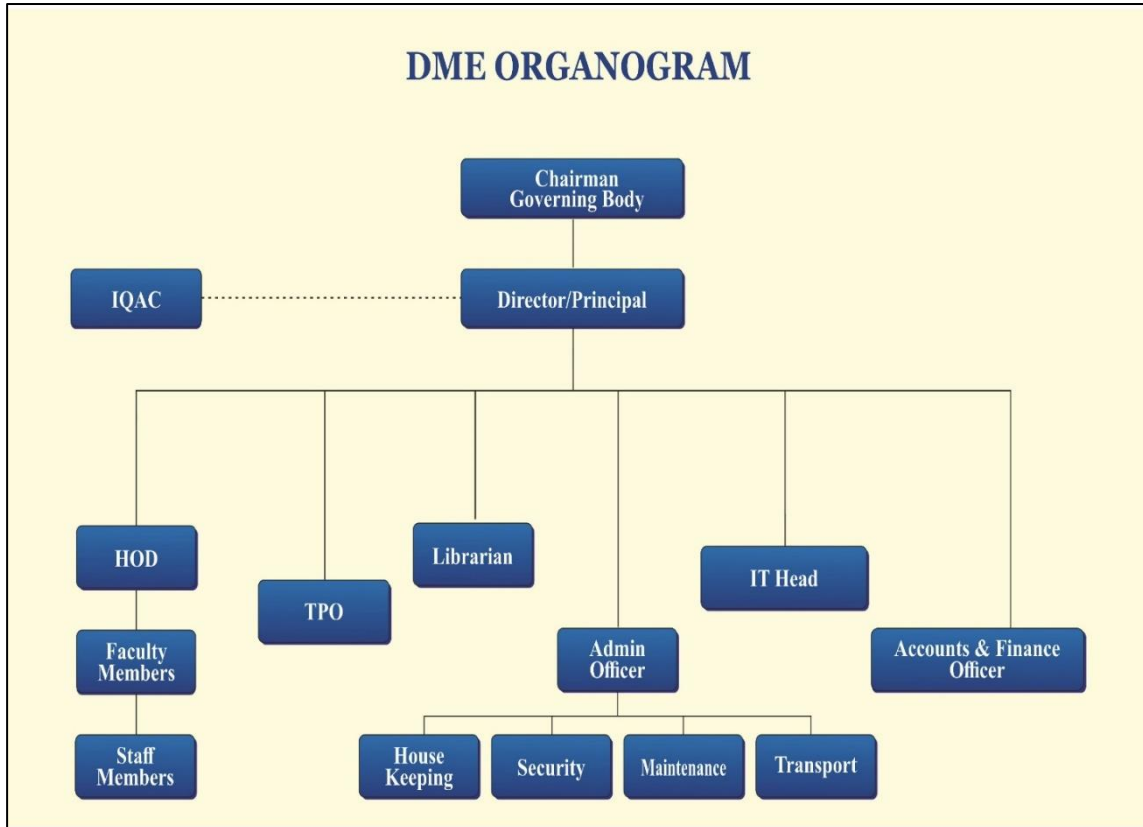 DME ORGANOGRAM
Chairman
Governing Body
IQAC
Director/Principal
HOD
TPO
Librarian
IT Head
Faculty
Members
Admin
Officer
Accounts & Finance
Officer
Staff
Members
House
Keeping
Security
Maintenance
Transport